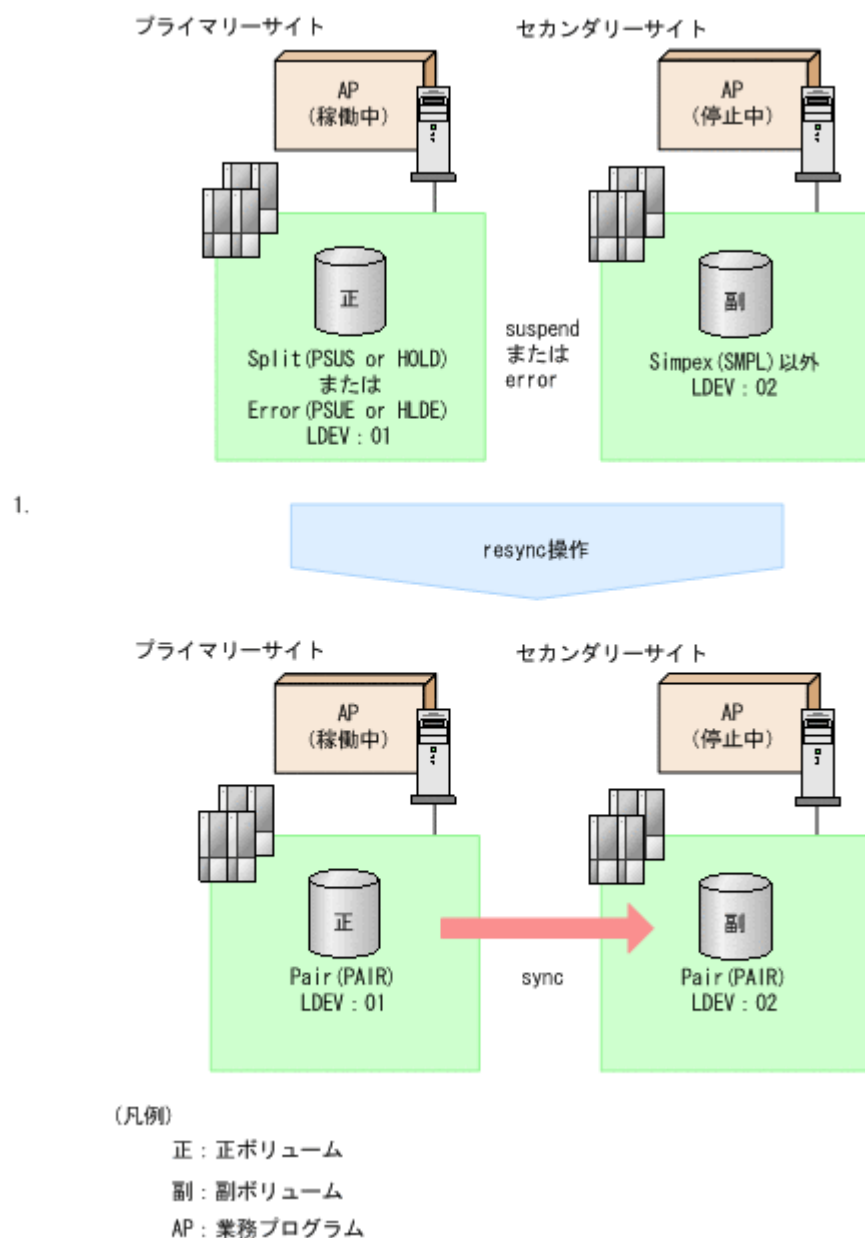 プライマリーサイト
セカンダリーサイト
AP
(稼働中)
AP
(停止中)
正
Split(PSUS or HOLD)
または
Error(PSUE or HLDE)
LDEV：01
suspend
または
error
副
Simpex(SMPL)以外
LDEV：02
1.
resync操作
プライマリーサイト
セカンダリーサイト
AP
(稼働中)
AP
(停止中)
正
Pair(PAIR)
LDEV：01
sync
副
Pair(PAIR)
LDEV：02
(凡例)
正：正ボリューム
副：副ボリューム
AP：業務プログラム